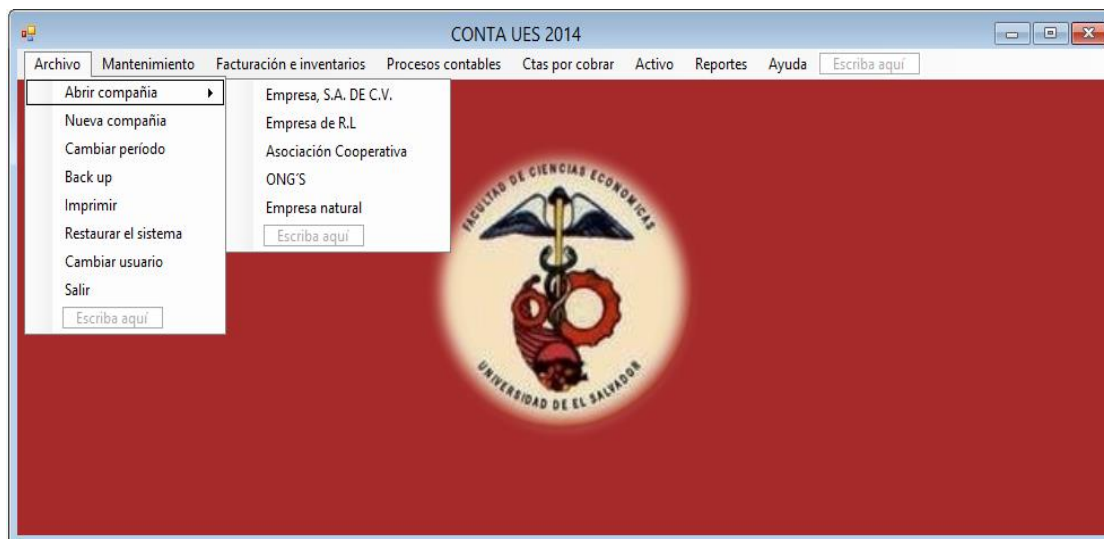 CONTA UES 2014
Archivo Mantenimiento Facturación e inventarios Procesos contables Ctas por cobrar Activo Reportes Ayuda Escriba aquí
Abrir compañia
Nueva compañia
Cambiar período
Back up
Imprimir
Restaurar el sistema
Cambiar usuario
Salir
Escriba aquí
Empresa, S.A. DE C.V.
Empresa de R.L
Asociación Cooperativa
ONG´S
Empresa natural
Escriba aquí
FACULTAD DE CIENCIAS ECONOMICAS
UNIVERSIDAD DE EL SALVADOR